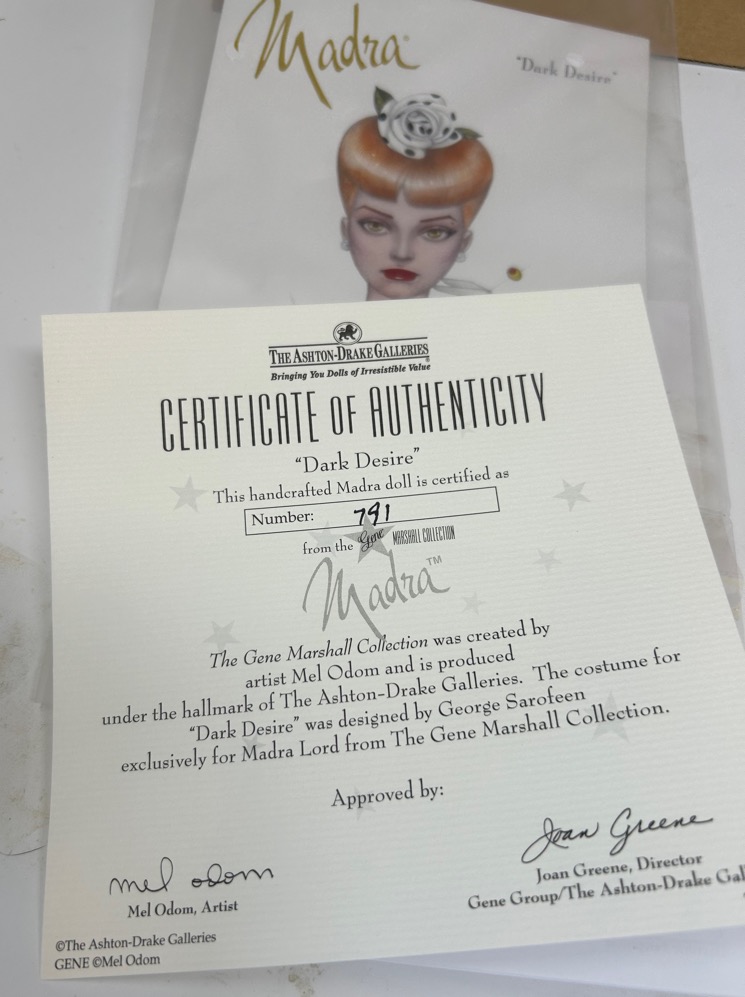 Madra
"Dark Desire"
THE ASHTON-DRAKE GALLERIES
Bringing You Dolls of Irresistible Value
CERTIFICATE OF AUTHENTICITY
"Dark Desire"
This handcrafted Madra doll is certified as
Number: 791
from the Gene MARSHALL COLLECTION
Madra™
The Gene Marshall Collection was created by
artist Mel Odom and is produced
under the hallmark of The Ashton-Drake Galleries. The costume for
"Dark Desire" was designed by George Sarofeen
exclusively for Madra Lord from The Gene Marshall Collection.
Approved by:
mel odom
Mel Odom, Artist
Joan Greene
Joan Greene, Director
Gene Group/The Ashton-Drake Gal
©The Ashton-Drake Galleries
GENE ©Mel Odom